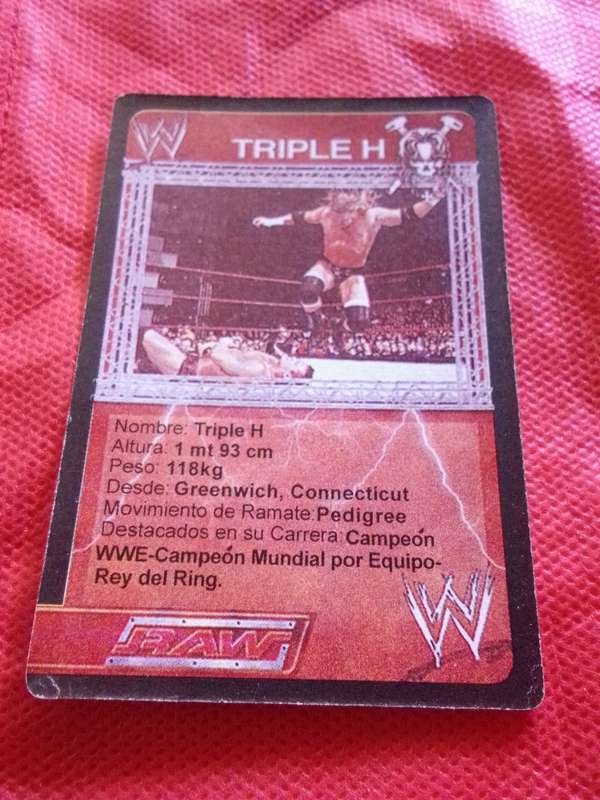 W
TRIPLE H
Nombre: Triple H
Altura: 1 mt 93 cm
Peso: 118kg
Desde: Greenwich, Connecticut
Movimiento de Ramate:Pedigree
Destacados en su Carrera:Campeón
WWE-Campeón Mundial por Equipo-
Rey del Ring.
W
RAW